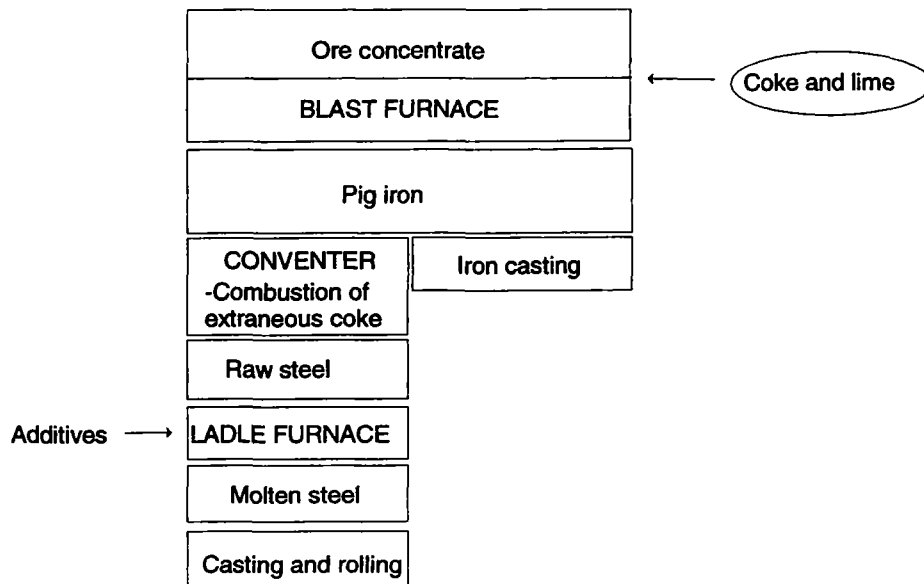 Ore concentrate
Coke and lime
BLAST FURNACE
Pig iron
CONVENTER
-Combustion of
extraneous coke
Iron casting
Raw steel
Additives
LADLE FURNACE
Molten steel
Casting and rolling